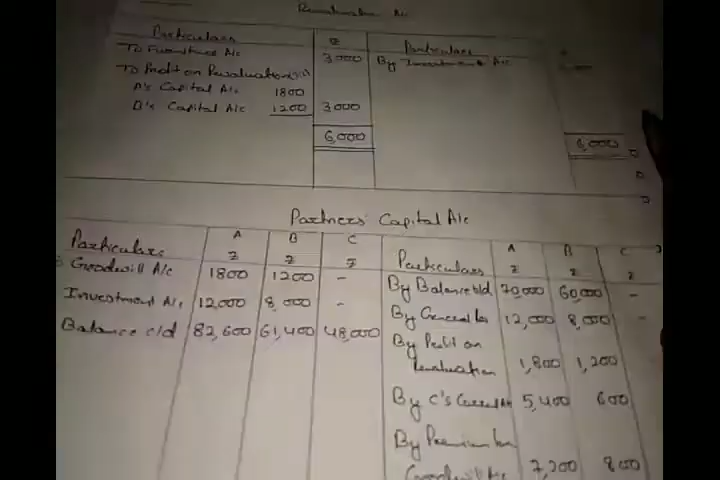 Revaluation A/c
Particulars ₹ Particulars ₹
To Furniture A/c 3,000 By Investment A/c
To Profit on Revaluation
A's Capital A/c 1800
B's Capital A/c 1200 3,000
6,000 6,000
Partners' Capital A/c
Particulars A B C Particulars A B C
₹ ₹ ₹ ₹ ₹ ₹
Goodwill A/c 1800 1200 - By Balance b/d 70,000 60,000 -
Investment A/c 12,000 8,000 - By General 12,000 8,000 -
Balance c/d 82,600 61,400 48,000 By Profit on
Revaluation 1,800 1,200
By C's Current A/c 5,400 600
By Premium for
Goodwill A/c 7,200 800